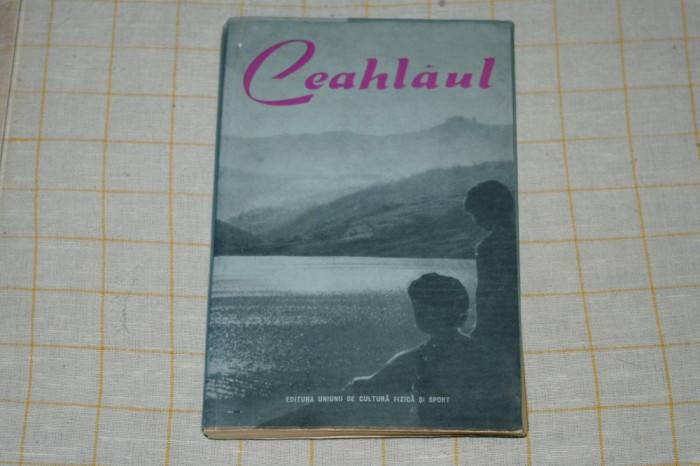 Ceahlăul
EDITURA UNIUNII DE CULTURĂ FIZICĂ ȘI SPORT